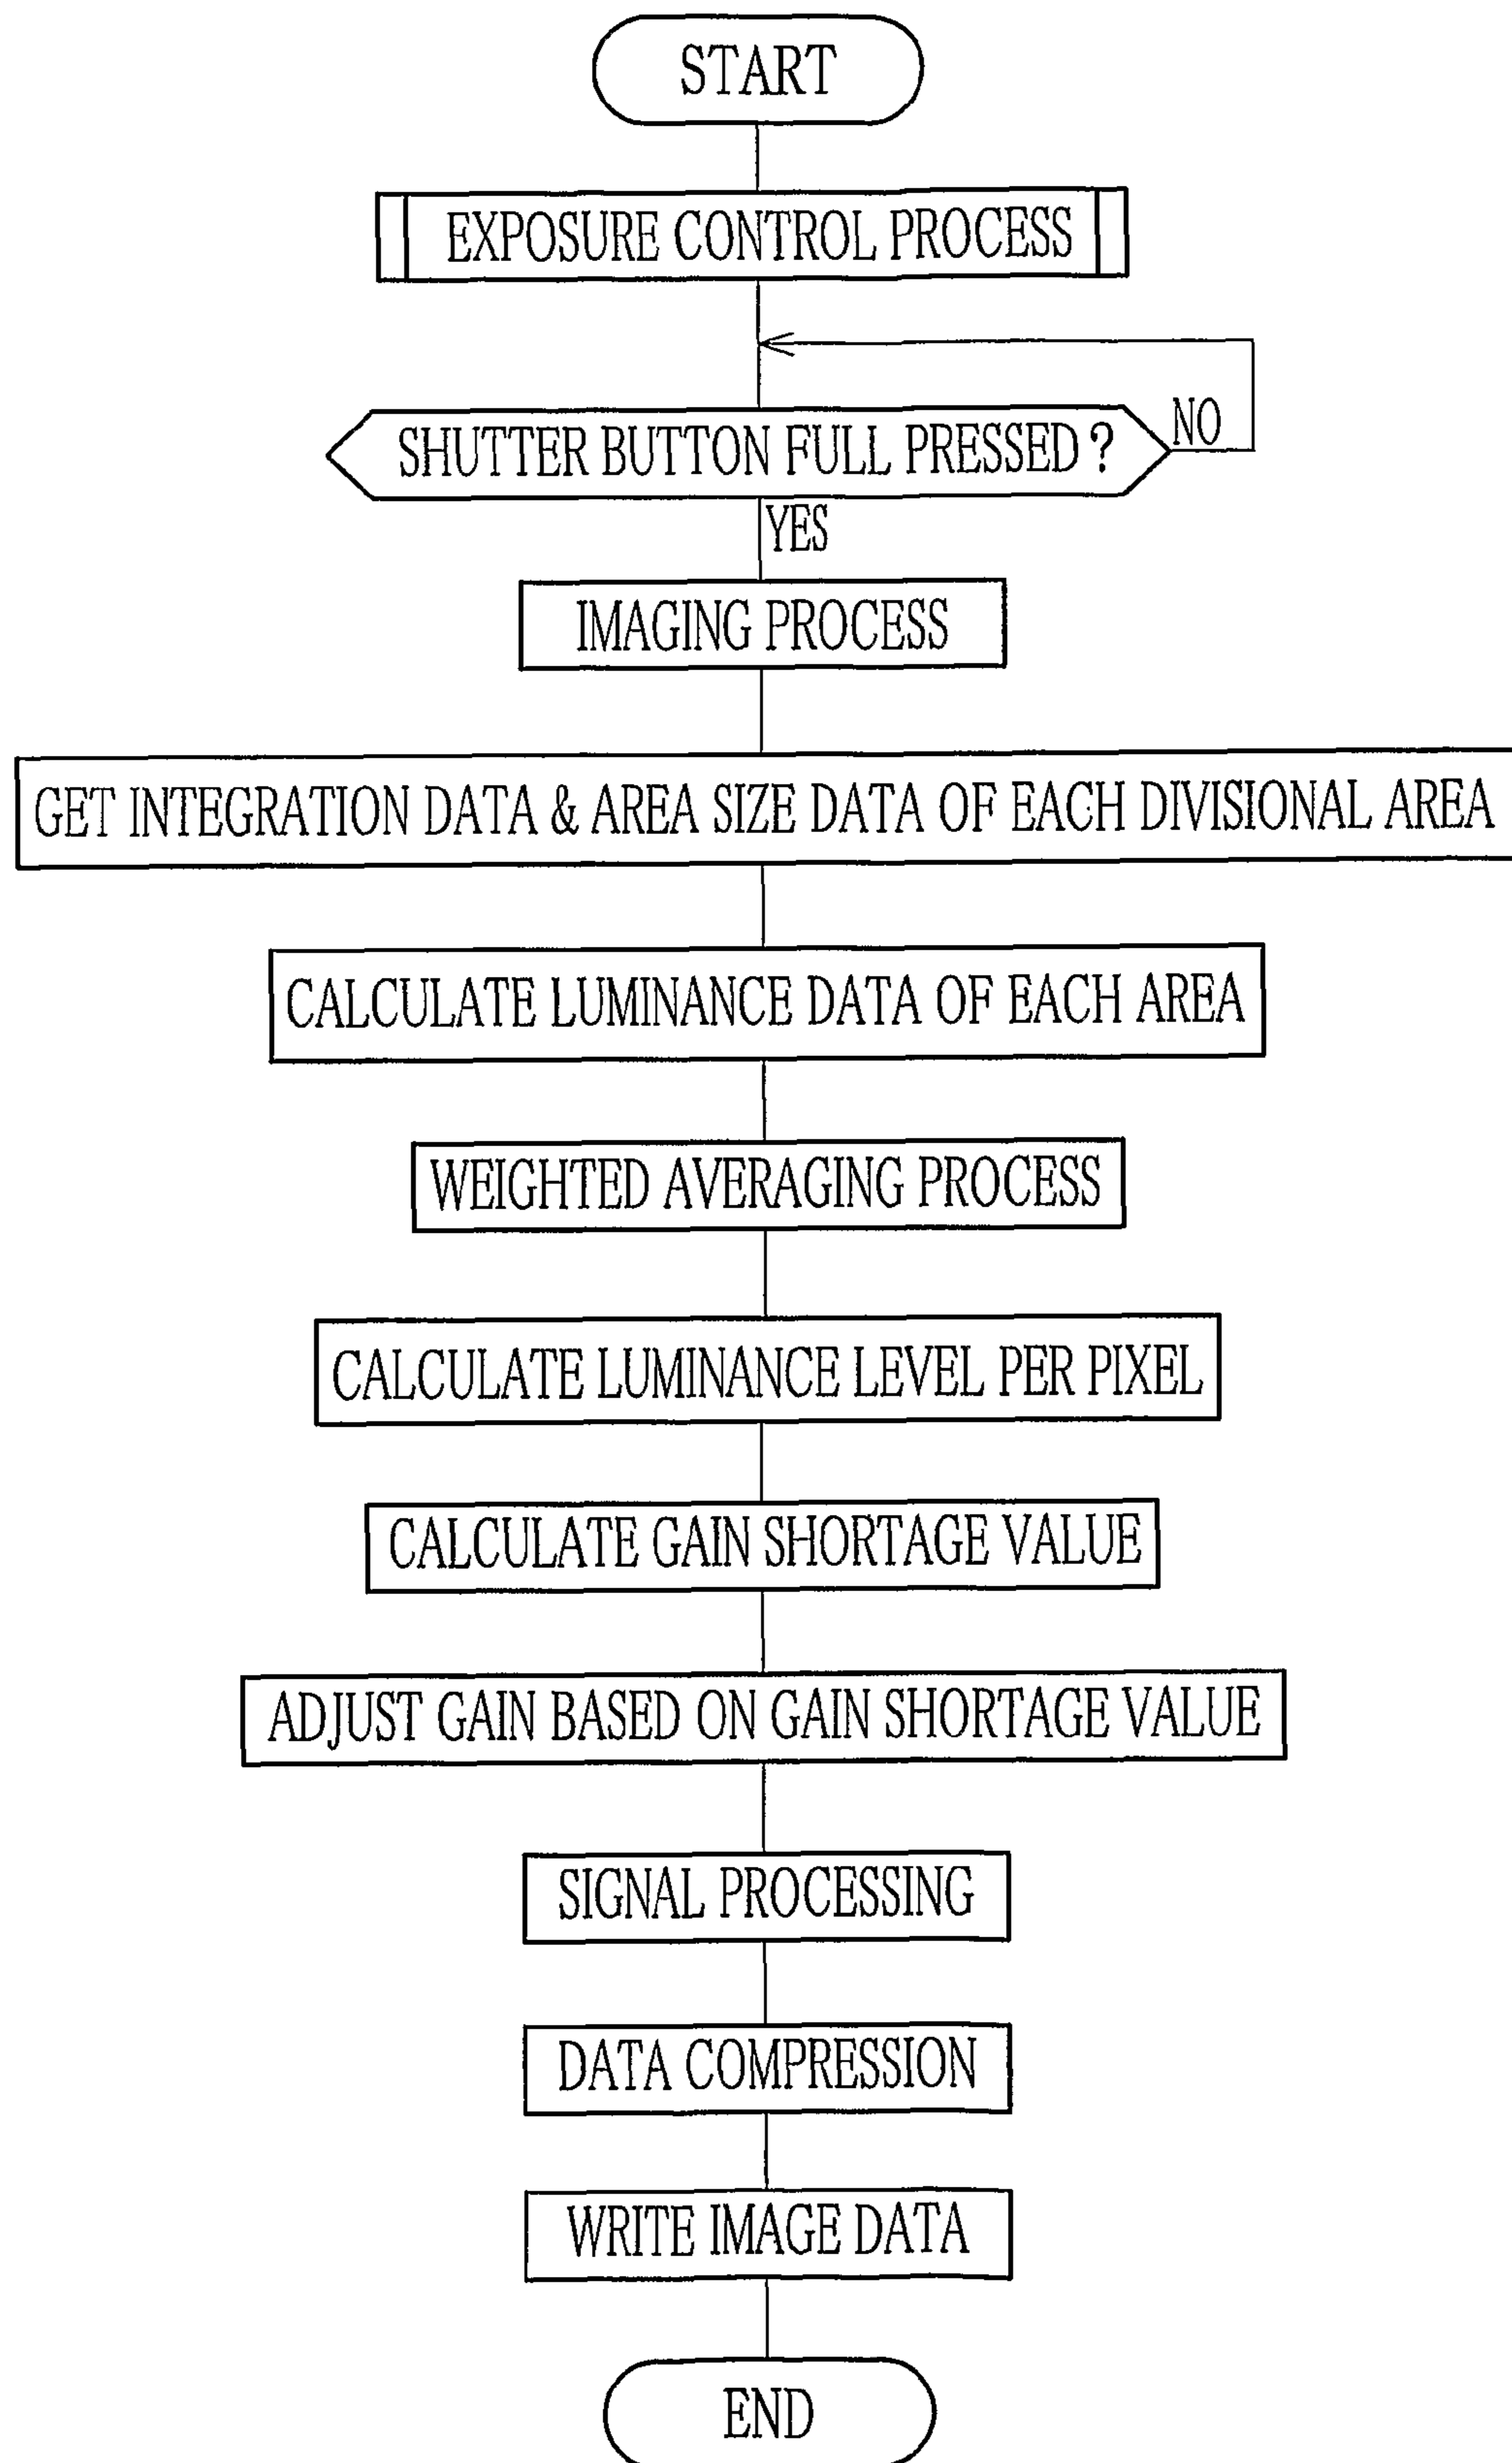 START
EXPOSURE CONTROL PROCESS
SHUTTER BUTTON FULL PRESSED ?
NO
YES
IMAGING PROCESS
GET INTEGRATION DATA & AREA SIZE DATA OF EACH DIVISIONAL AREA
CALCULATE LUMINANCE DATA OF EACH AREA
WEIGHTED AVERAGING PROCESS
CALCULATE LUMINANCE LEVEL PER PIXEL
CALCULATE GAIN SHORTAGE VALUE
ADJUST GAIN BASED ON GAIN SHORTAGE VALUE
SIGNAL PROCESSING
DATA COMPRESSION
WRITE IMAGE DATA
END